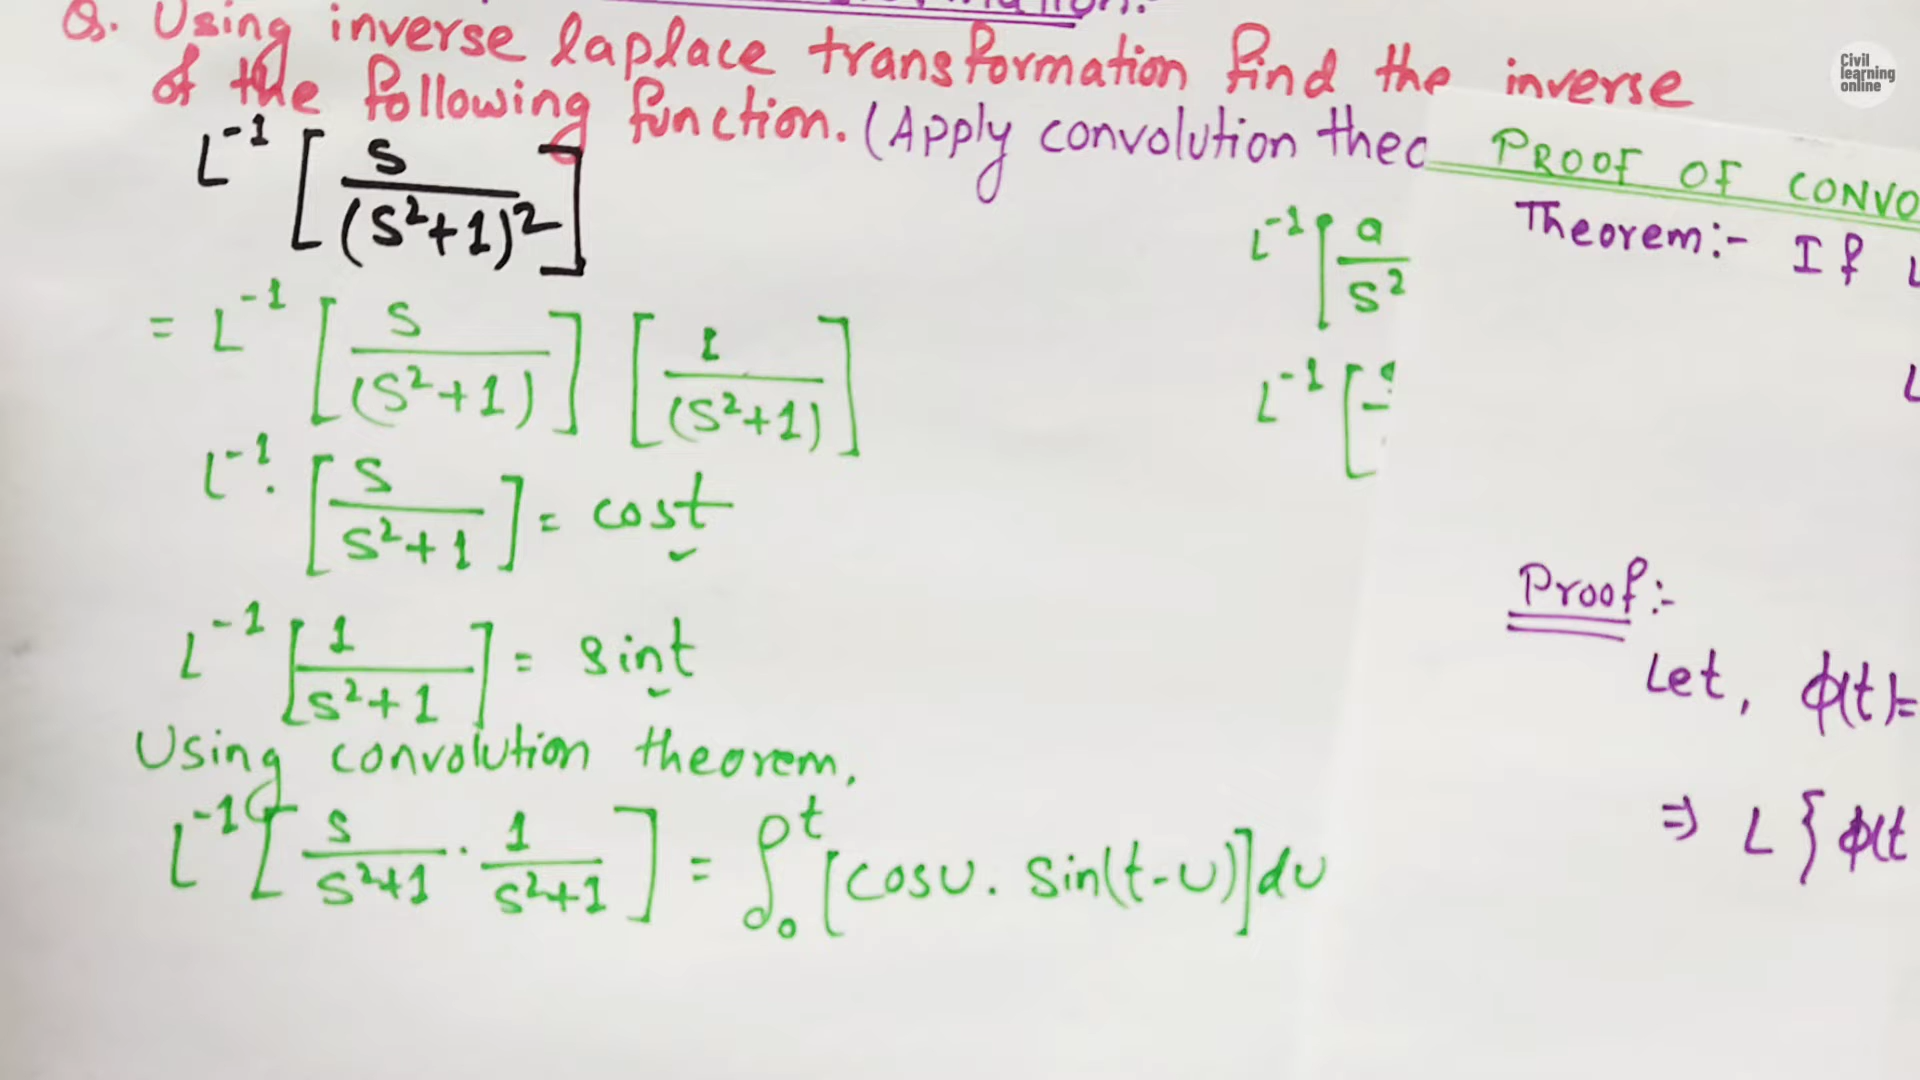 Q. Using inverse laplace transformation find the inverse
of the following function. (Apply convolution
L⁻¹ [ s / (s²+1)² ]
= L⁻¹ [ s / (s²+1) ] [ 1 / (s²+1) ]
L⁻¹. [ s / s²+1 ] = cost
L⁻¹ [ 1 / s²+1 ] = sint
Using convolution theorem,
L⁻¹ [ s / s²+1 · 1 / s²+1 ] = ∫₀ᵗ [cosu. sin(t-u)]du
L⁻¹ [ a / s²
L⁻¹ [
PROOF OF CONVO
Theorem:- If L
L
Proof:-
Let, φ(t)=
⇒ L { φ(t
Civil
learning
online